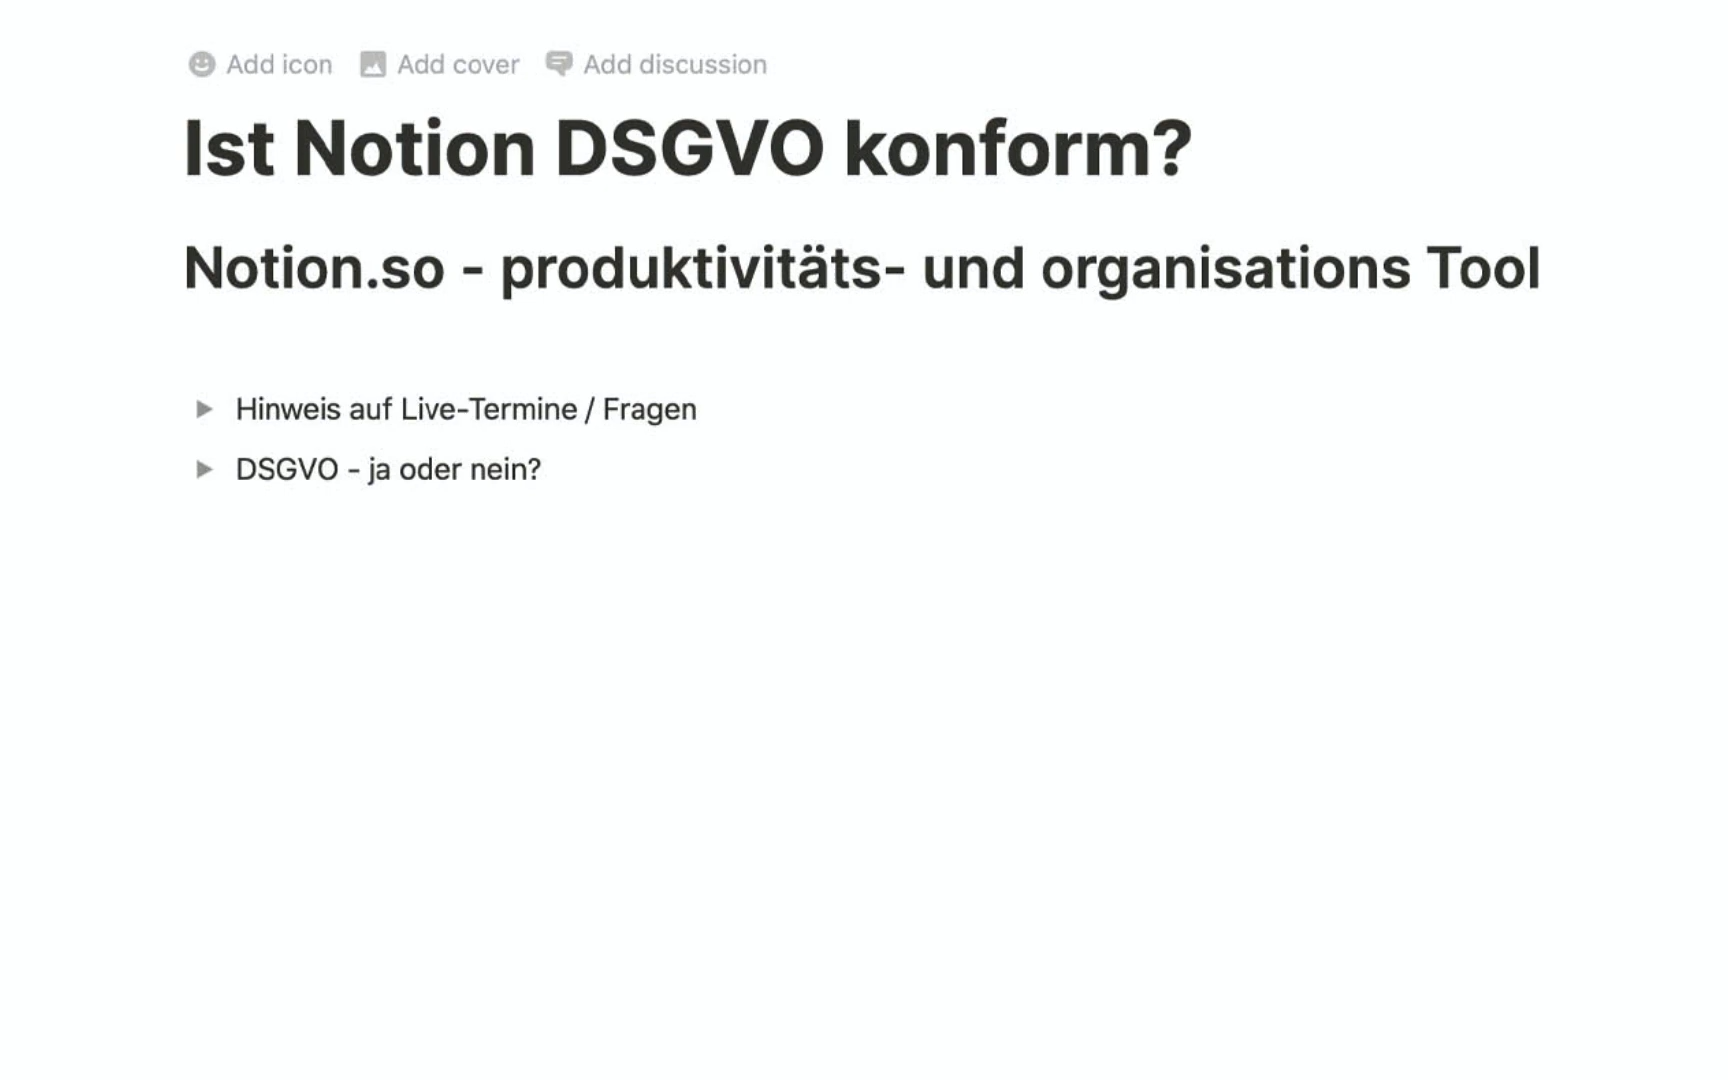 Add icon Add cover Add discussion
Ist Notion DSGVO konform?
Notion.so - produktivitäts- und organisations Tool
Hinweis auf Live-Termine / Fragen
DSGVO - ja oder nein?